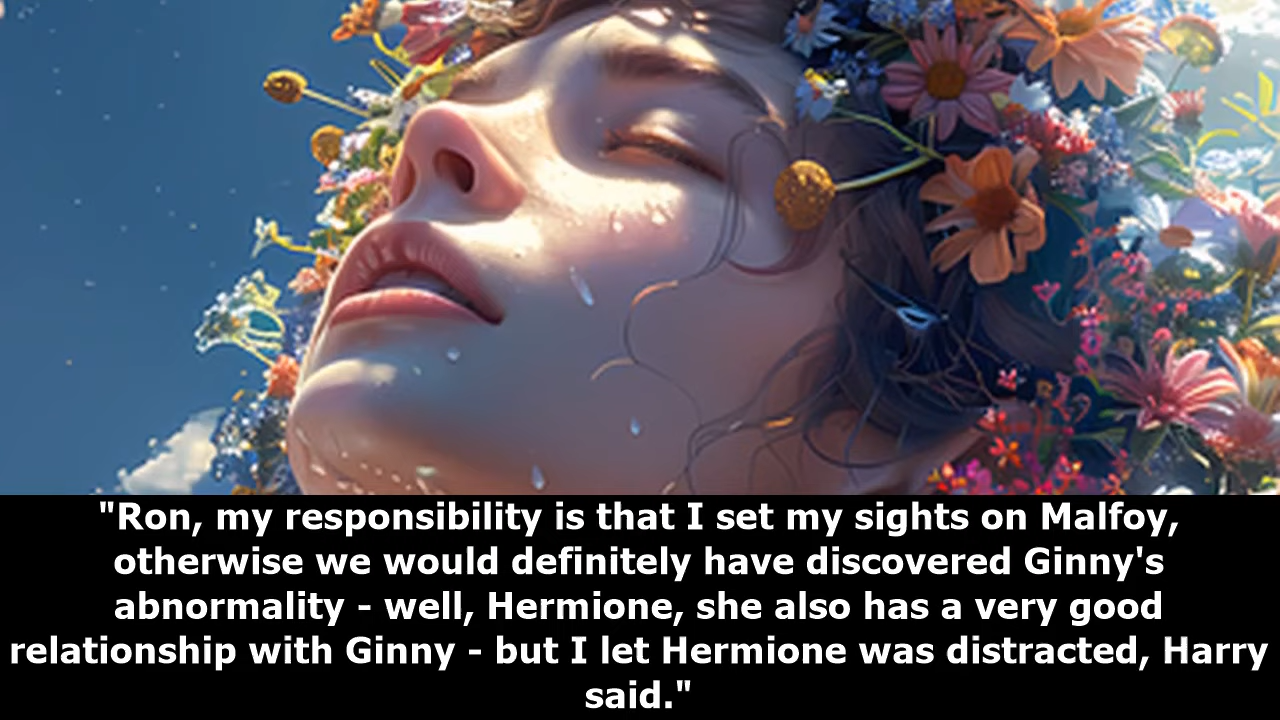 "Ron, my responsibility is that I set my sights on Malfoy,
otherwise we would definitely have discovered Ginny's
abnormality - well, Hermione, she also has a very good
relationship with Ginny - but I let Hermione was distracted, Harry
said."